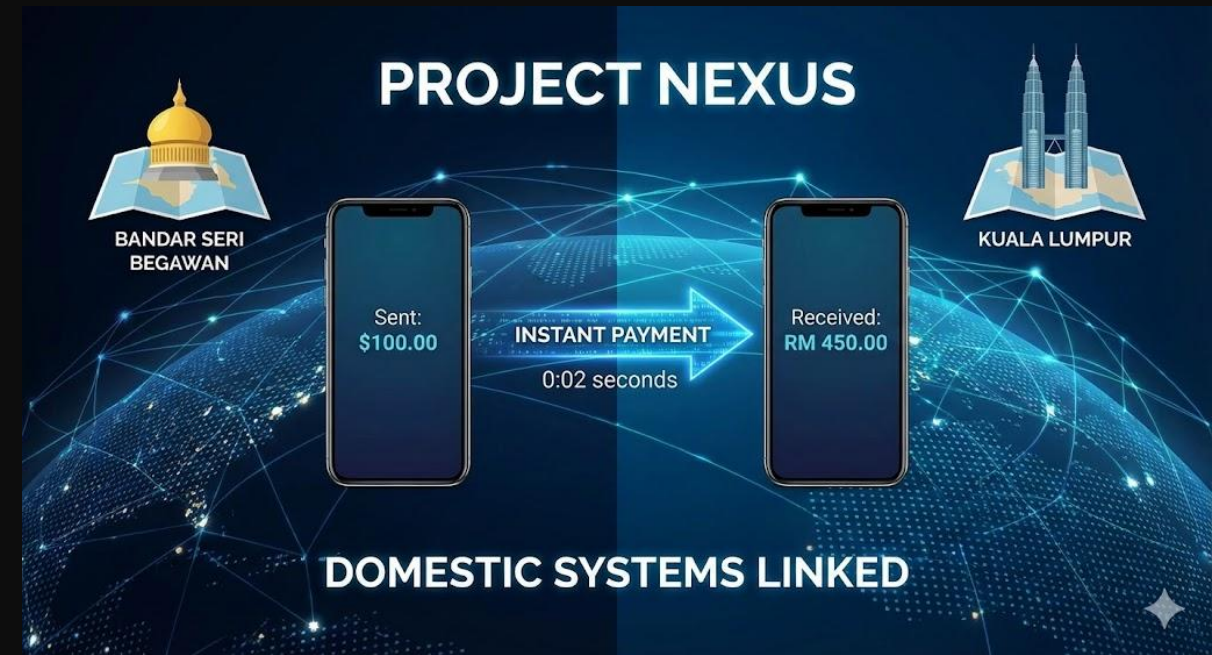 PROJECT NEXUS
BANDAR SERI
BEGAWAN
KUALA LUMPUR
Sent:
$100.00
INSTANT PAYMENT
0:02 seconds
Received:
RM 450.00
DOMESTIC SYSTEMS LINKED